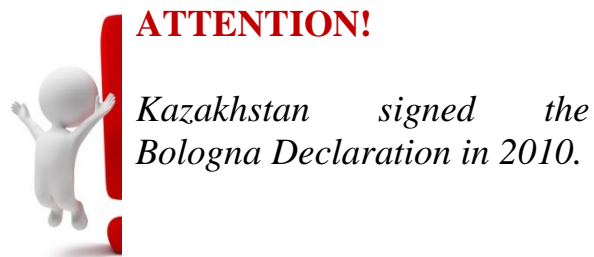 ATTENTION!
Kazakhstan signed the
Bologna Declaration in 2010.